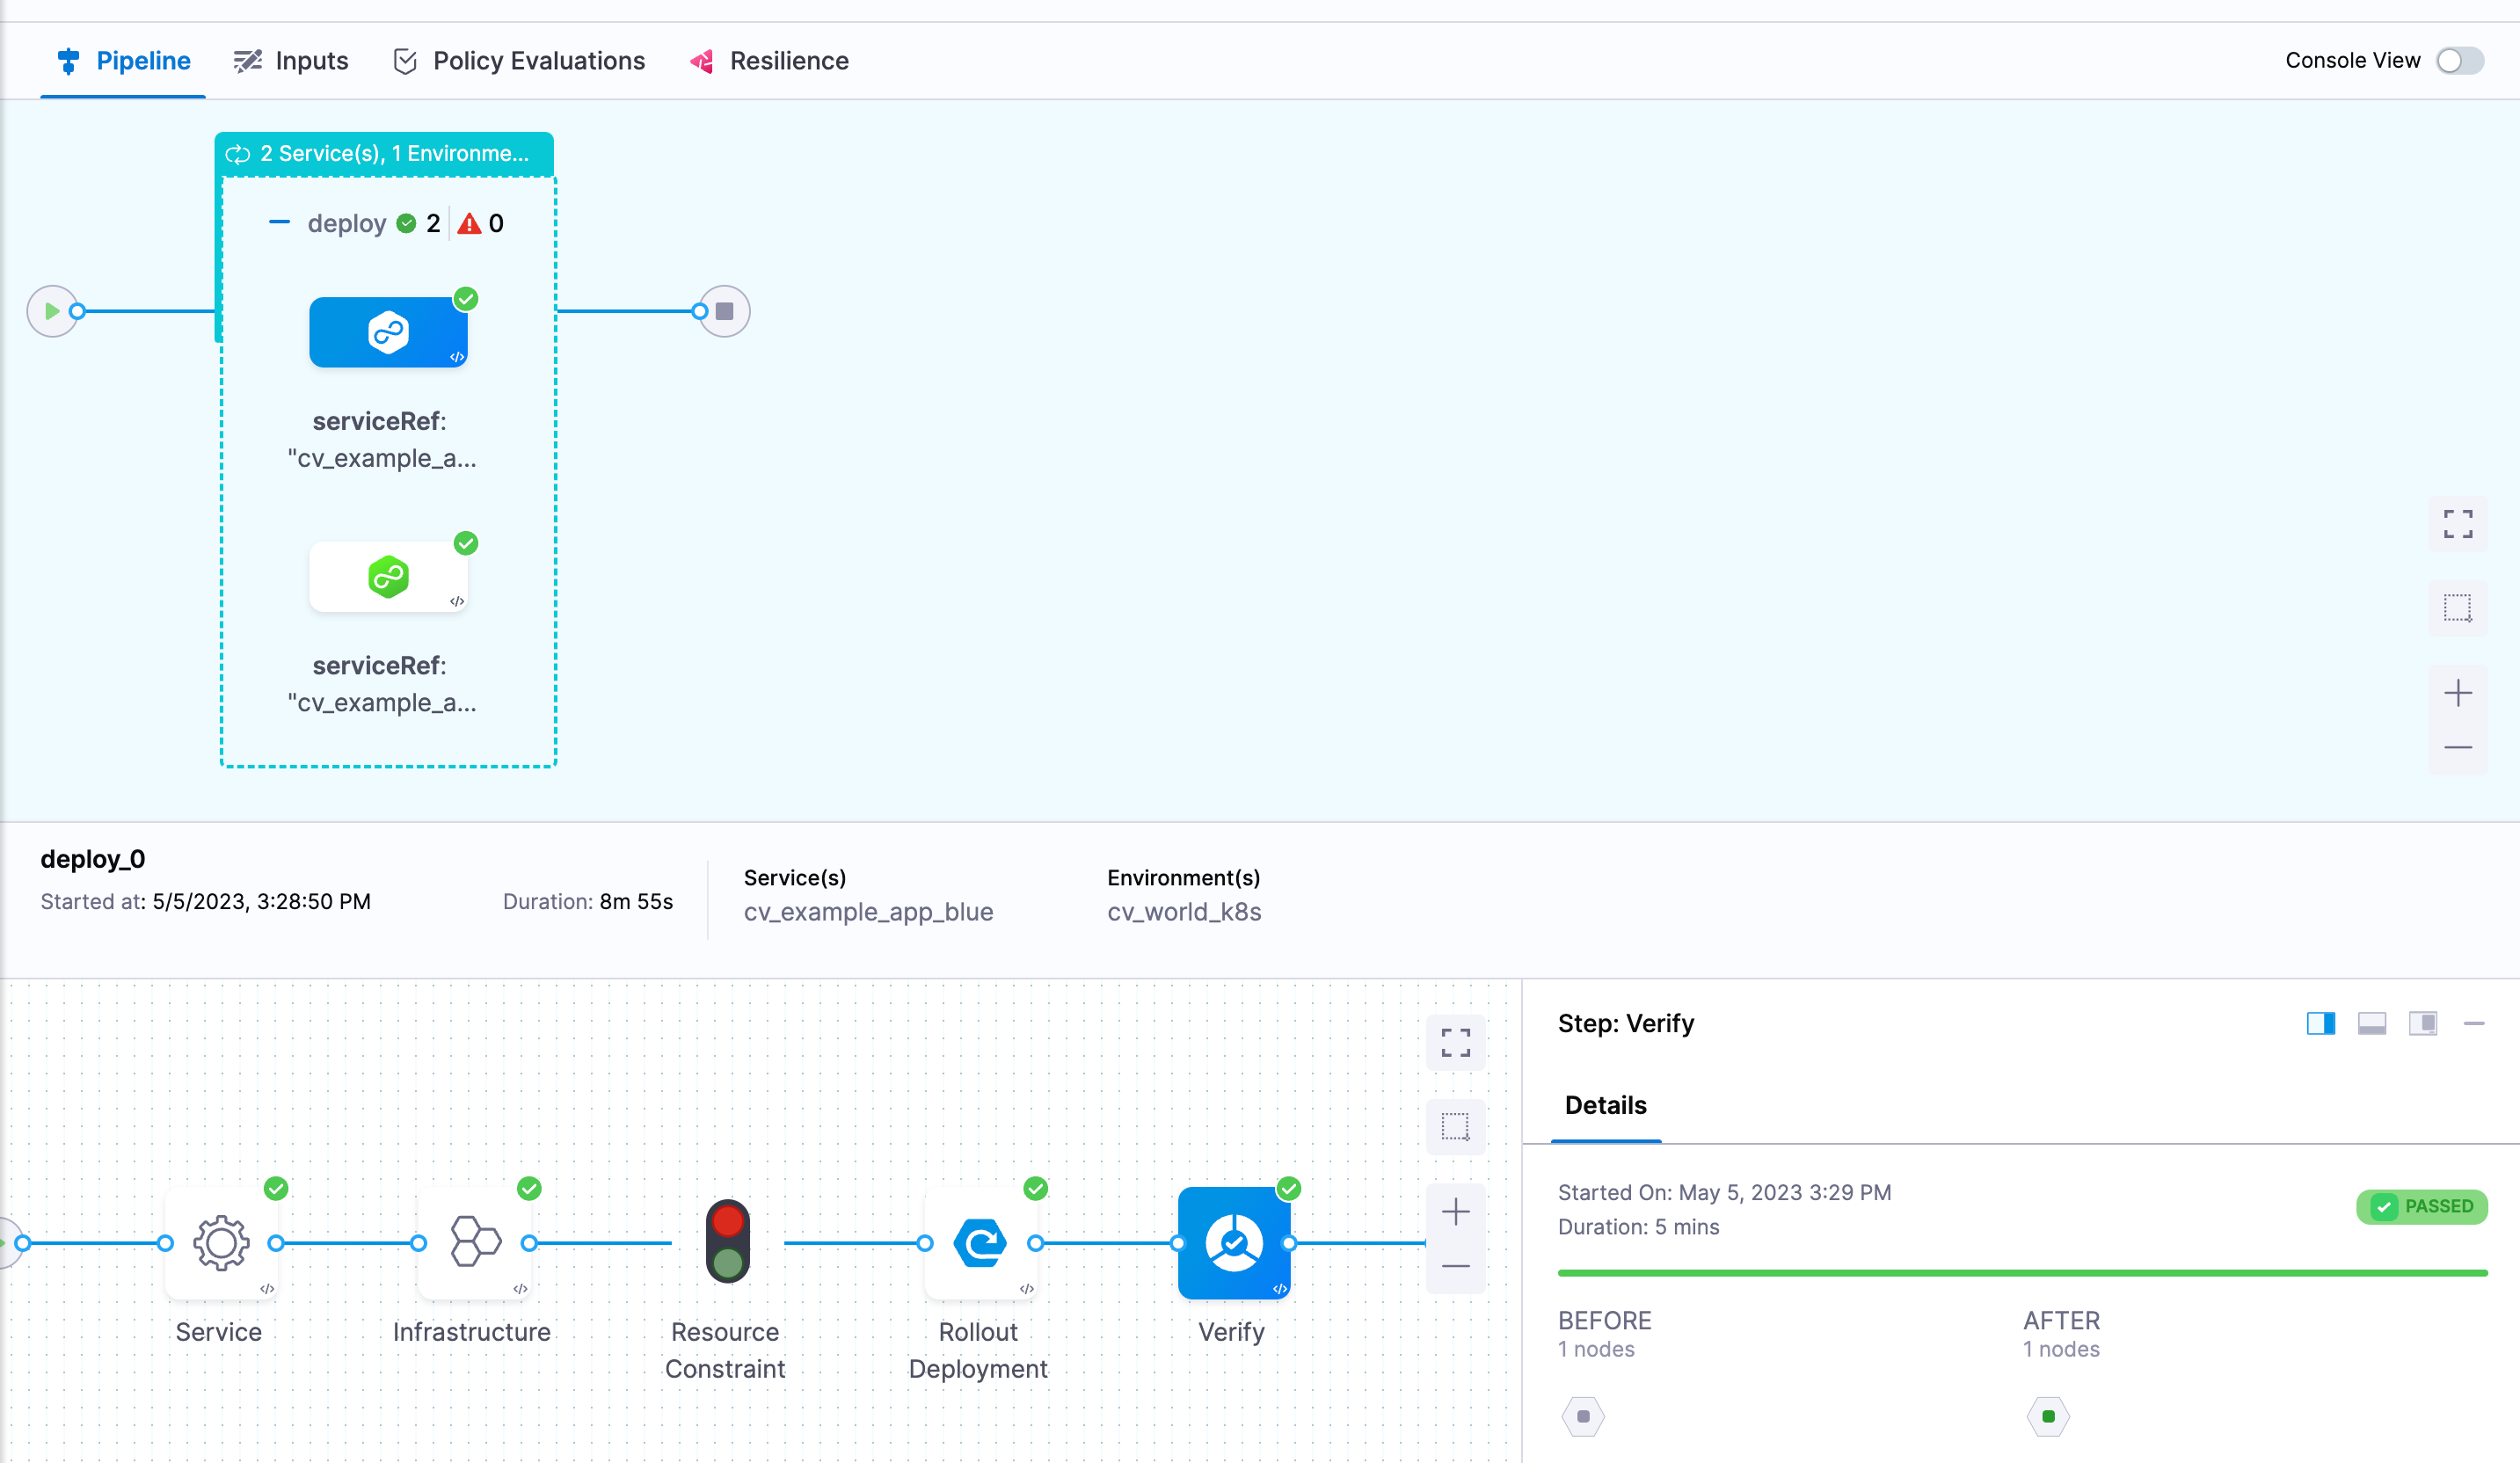 Pipeline
Inputs
Policy Evaluations
Resilience
Console View
2 Service(s), 1 Environme...
deploy 2 0
</>
serviceRef:
"cv_example_a...
</>
serviceRef:
"cv_example_a...
deploy_0
Started at: 5/5/2023, 3:28:50 PM
Duration: 8m 55s
Service(s)
cv_example_app_blue
Environment(s)
cv_world_k8s
</>
Service
</>
Infrastructure
Resource
Constraint
</>
Rollout
Deployment
</>
Verify
Step: Verify
Details
Started On: May 5, 2023 3:29 PM
Duration: 5 mins
PASSED
BEFORE
1 nodes
AFTER
1 nodes